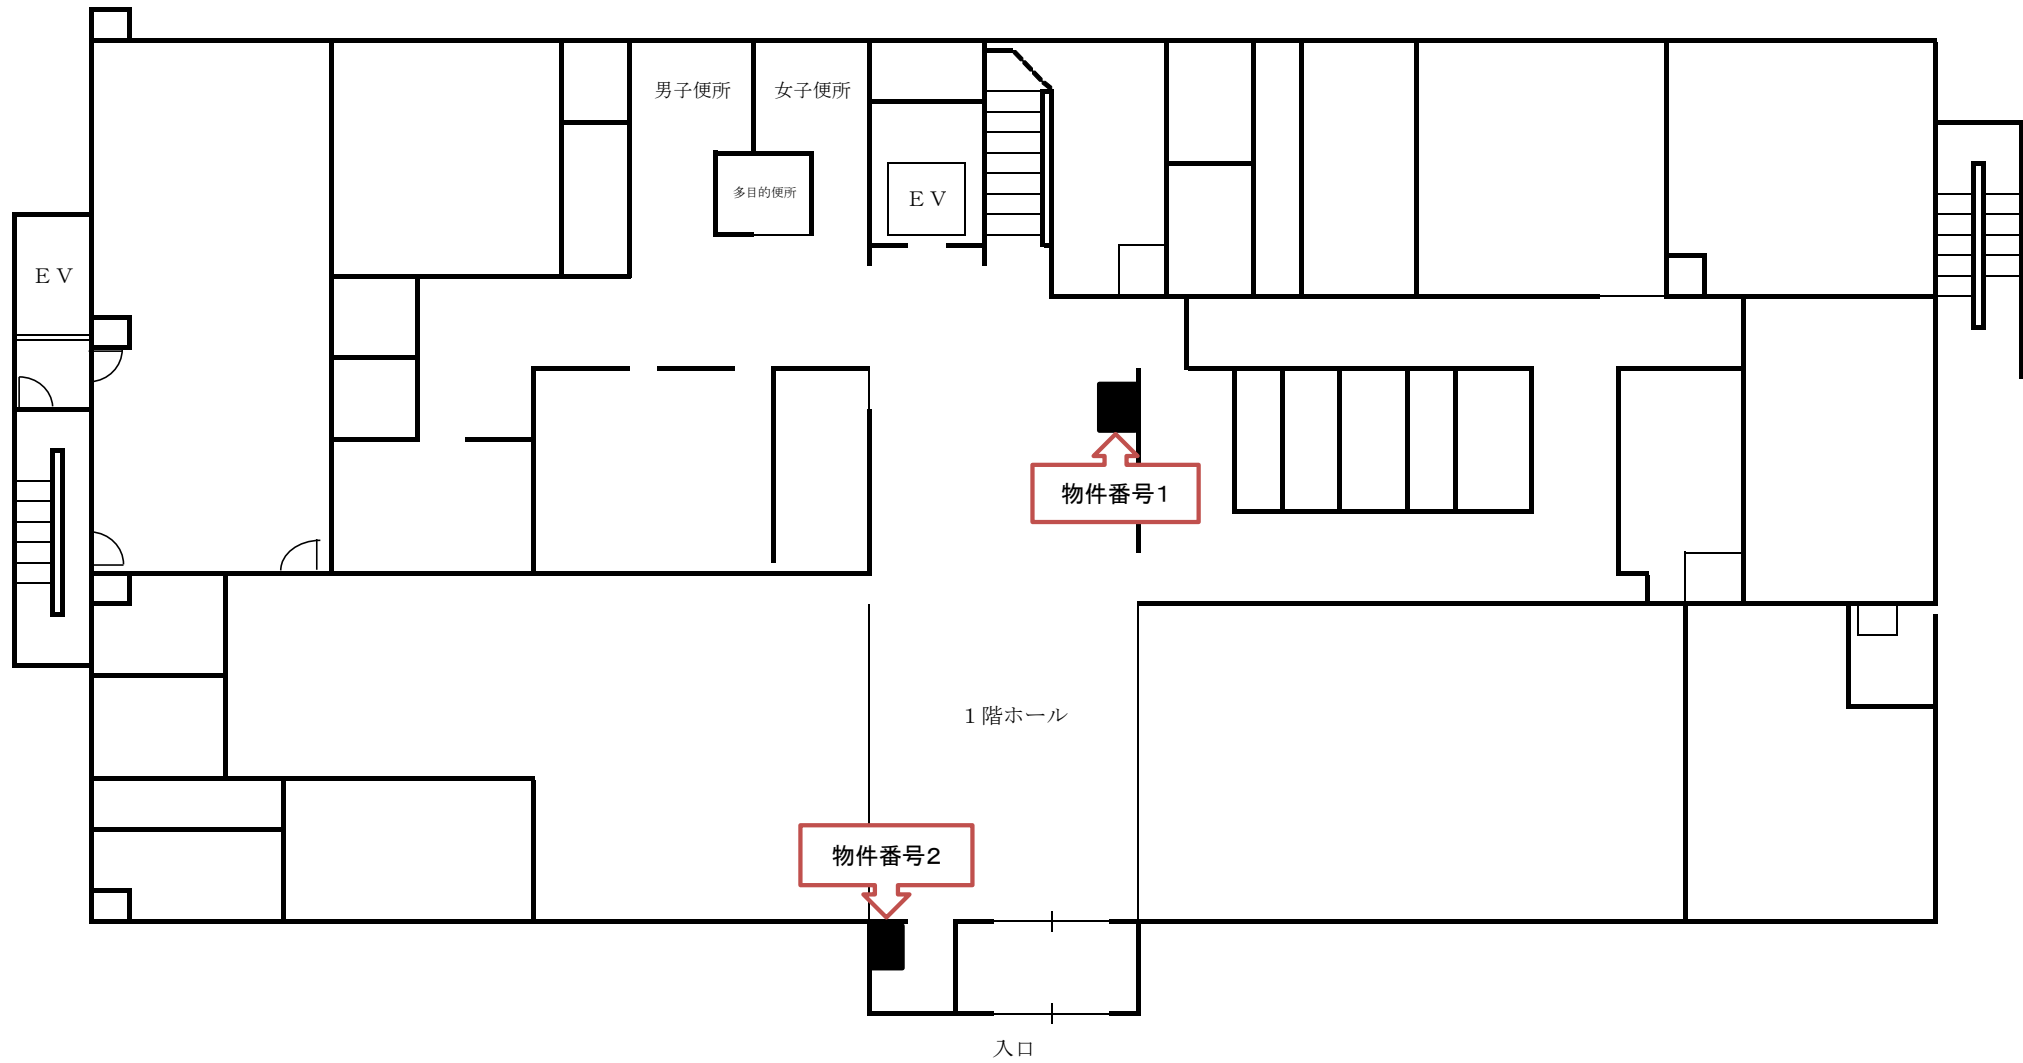 男子便所
女子便所
多目的便所
ＥＶ
ＥＶ
物件番号１
１階ホール
物件番号２
入口